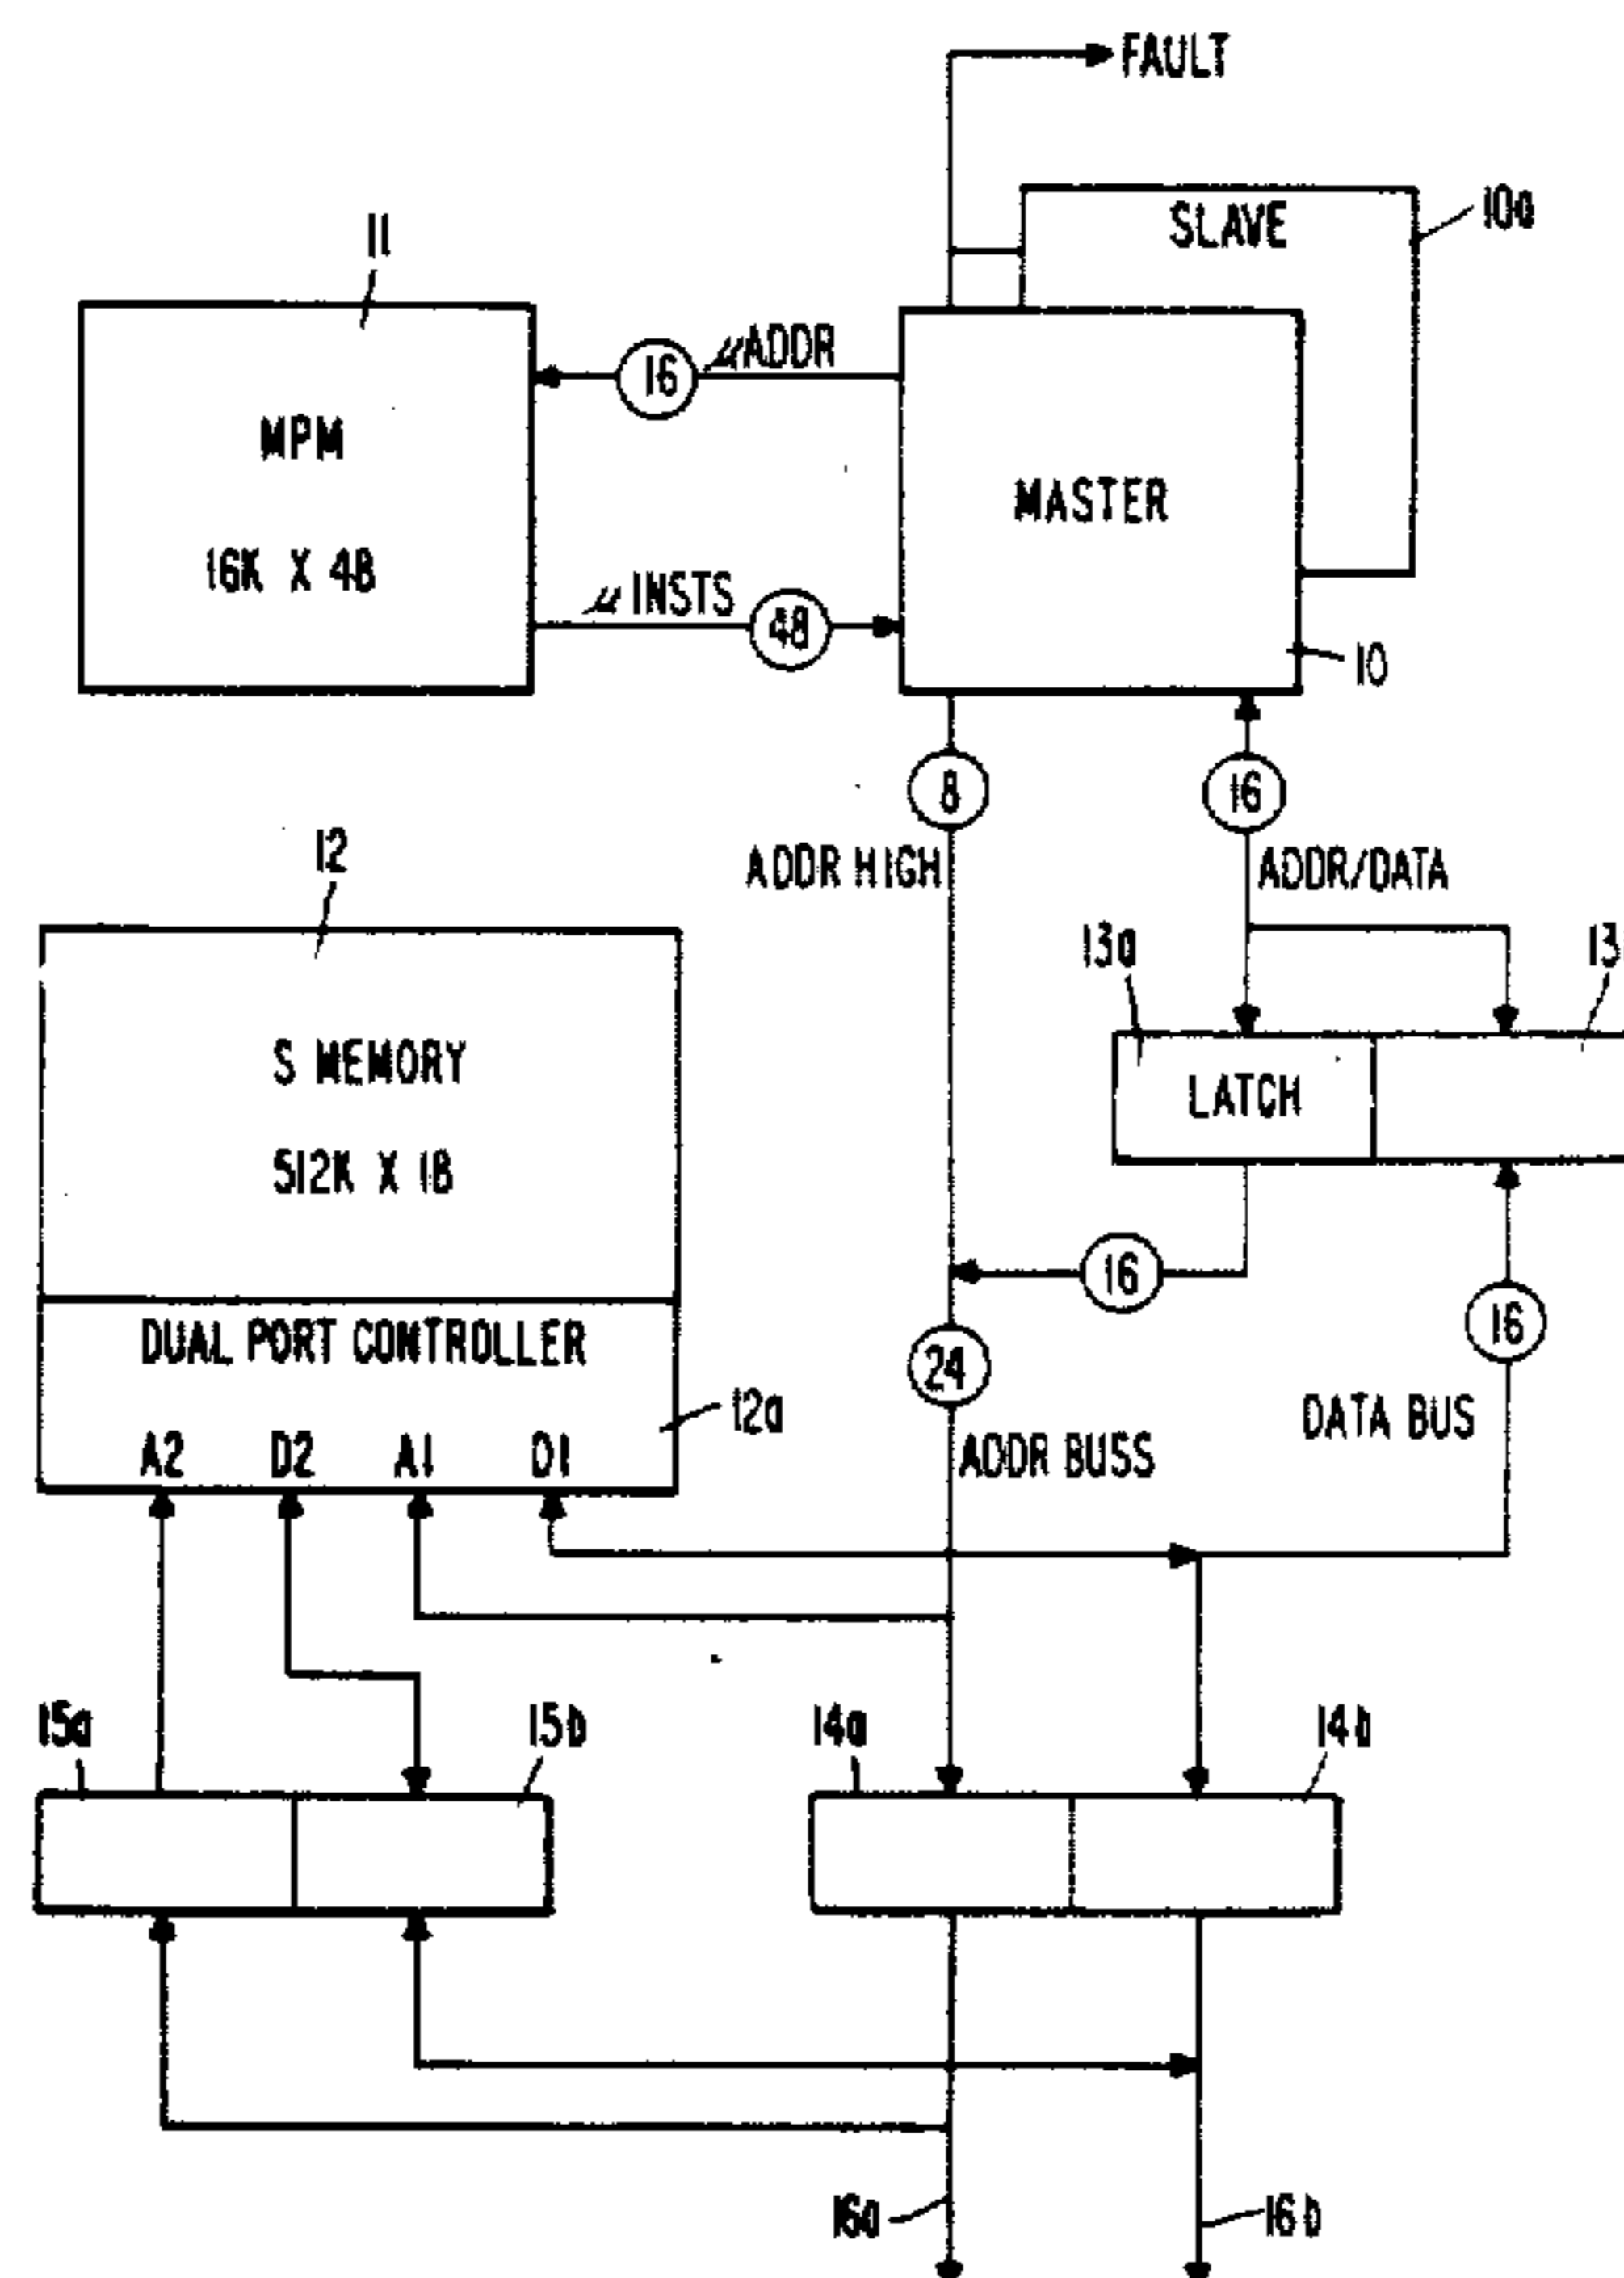 FAULT
SLAVE
10a
11
16
μ ADDR
MPM
MASTER
16K X 48
μ INSTS
48
10
8
16
12
ADDR HIGH
ADDR/DATA
13a
13
S MEMORY
LATCH
512K X 18
16
16
DUAL PORT CONTROLLER
24
12a
DATA BUS
A2 D2 A1 D1
ADDR BUSS
15a
15b
14a
14b
16a
16b